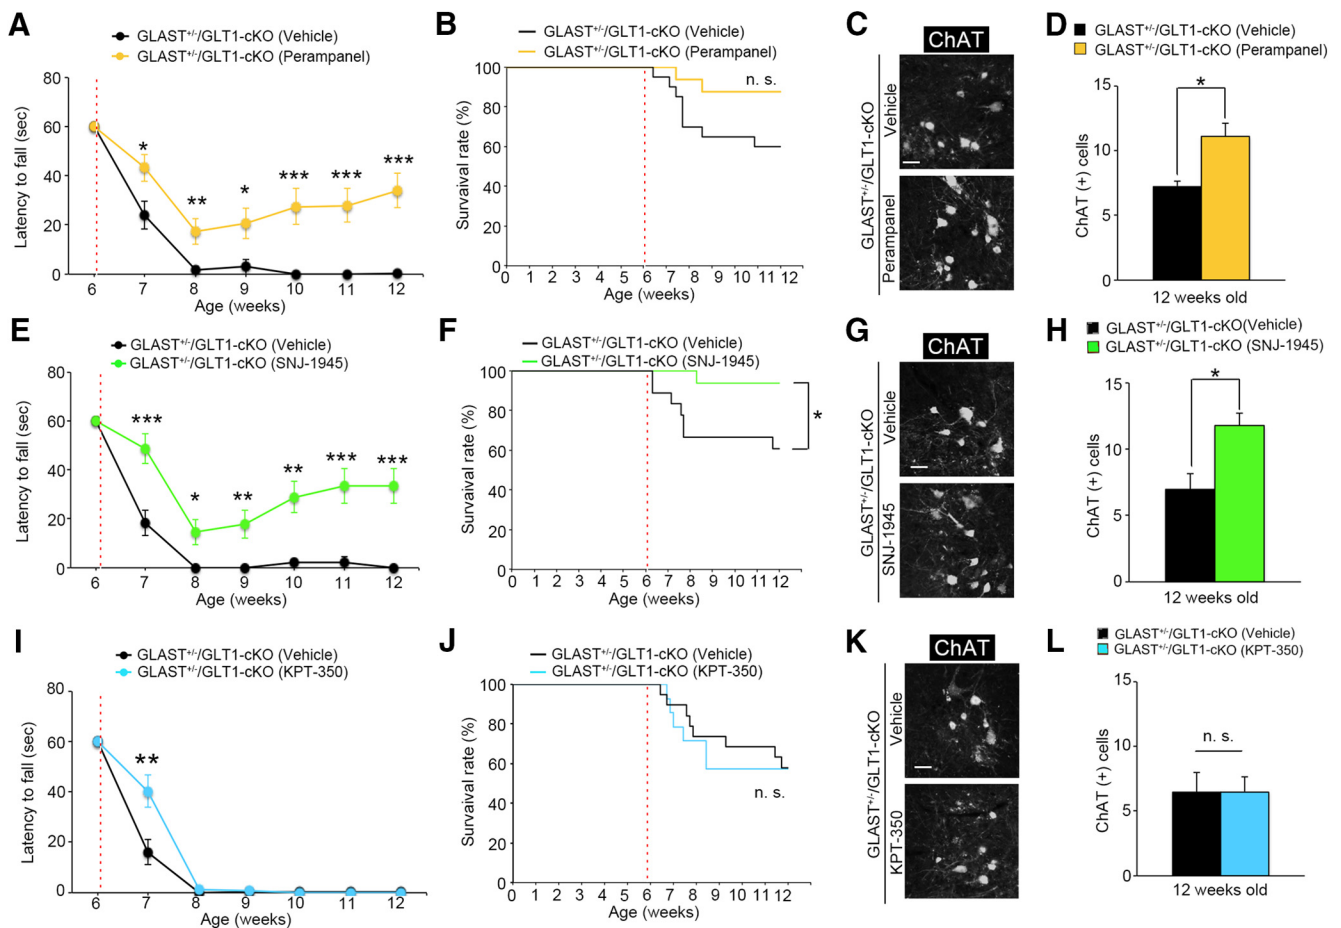 A
GLAST+/-/GLT1-cKO (Vehicle)
GLAST+/-/GLT1-cKO (Perampanel)
Latency to fall (sec)
80
60
40
20
0
*
**
*
***
***
***
6 7 8 9 10 11 12
Age (weeks)
B
GLAST+/-/GLT1-cKO (Vehicle)
GLAST+/-/GLT1-cKO (Perampanel)
Survaival rate (%)
100
80
60
40
20
0
n. s.
0 1 2 3 4 5 6 7 8 9 10 11 12
Age (weeks)
C
ChAT
GLAST+/-/GLT1-cKO
Vehicle
Perampanel
D
GLAST+/-/GLT1-cKO (Vehicle)
GLAST+/-/GLT1-cKO (Perampanel)
ChAT (+) cells
15
10
5
0
*
12 weeks old
E
GLAST+/-/GLT1-cKO (Vehicle)
GLAST+/-/GLT1-cKO (SNJ-1945)
Latency to fall (sec)
80
60
40
20
0
***
*
**
**
***
***
6 7 8 9 10 11 12
Age (weeks)
F
GLAST+/-/GLT1-cKO (Vehicle)
GLAST+/-/GLT1-cKO (SNJ-1945)
Survaival rate (%)
100
80
60
40
20
0
*
0 1 2 3 4 5 6 7 8 9 10 11 12
Age (weeks)
G
ChAT
GLAST+/-/GLT1-cKO
Vehicle
SNJ-1945
H
GLAST+/-/GLT1-cKO(Vehicle)
GLAST+/-/GLT1-cKO (SNJ-1945)
ChAT (+) cells
15
10
5
0
*
12 weeks old
I
GLAST+/-/GLT1-cKO (Vehicle)
GLAST+/-/GLT1-cKO (KPT-350)
Latency to fall (sec)
80
60
40
20
0
**
6 7 8 9 10 11 12
Age (weeks)
J
GLAST+/-/GLT1-cKO (Vehicle)
GLAST+/-/GLT1-cKO (KPT-350)
Survaival rate (%)
100
80
60
40
20
0
n. s.
0 1 2 3 4 5 6 7 8 9 10 11 12
Age (weeks)
K
ChAT
GLAST+/-/GLT1-cKO
Vehicle
KPT-350
L
GLAST+/-/GLT1-cKO (Vehicle)
GLAST+/-/GLT1-cKO (KPT-350)
ChAT (+) cells
15
10
5
0
n. s.
12 weeks old